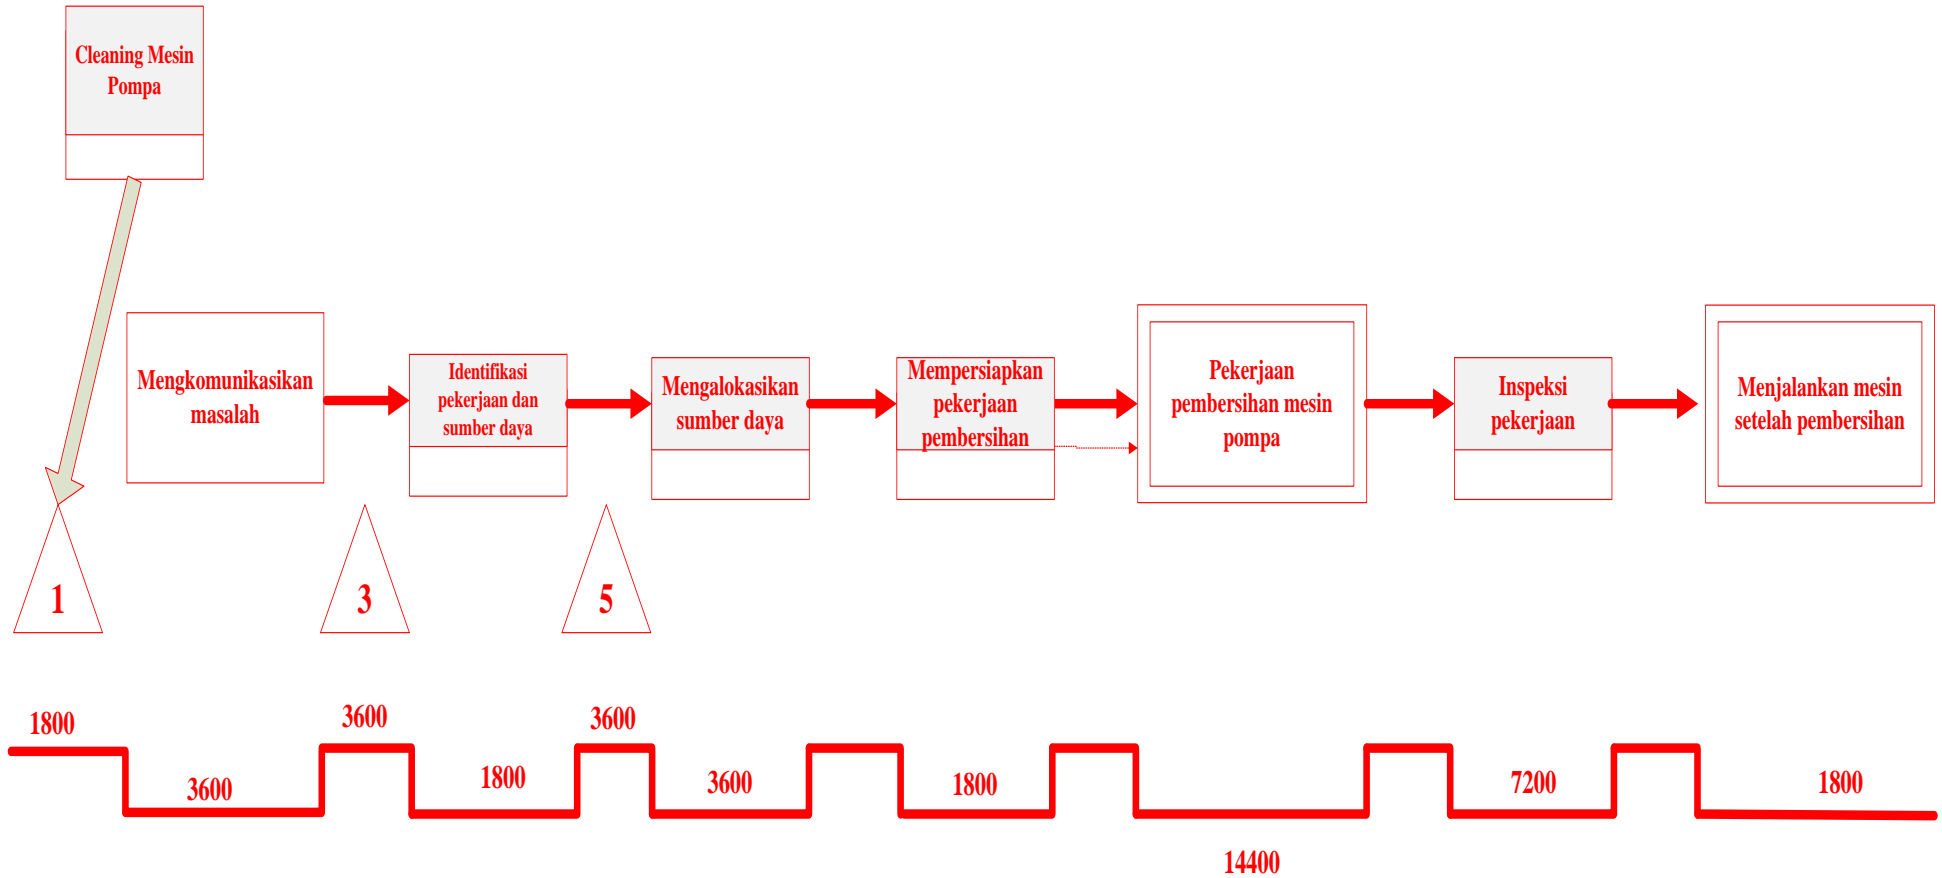 Cleaning Mesin
Pompa
Mengkomunikasikan
masalah
Identifikasi
pekerjaan dan
sumber daya
Mengalokasikan
sumber daya
Mempersiapkan
pekerjaan
pembersihan
Pekerjaan
pembersihan mesin
pompa
Inspeksi
pekerjaan
Menjalankan mesin
setelah pembersihan
1
3
5
1800
3600
3600
1800
3600
3600
1800
14400
7200
1800